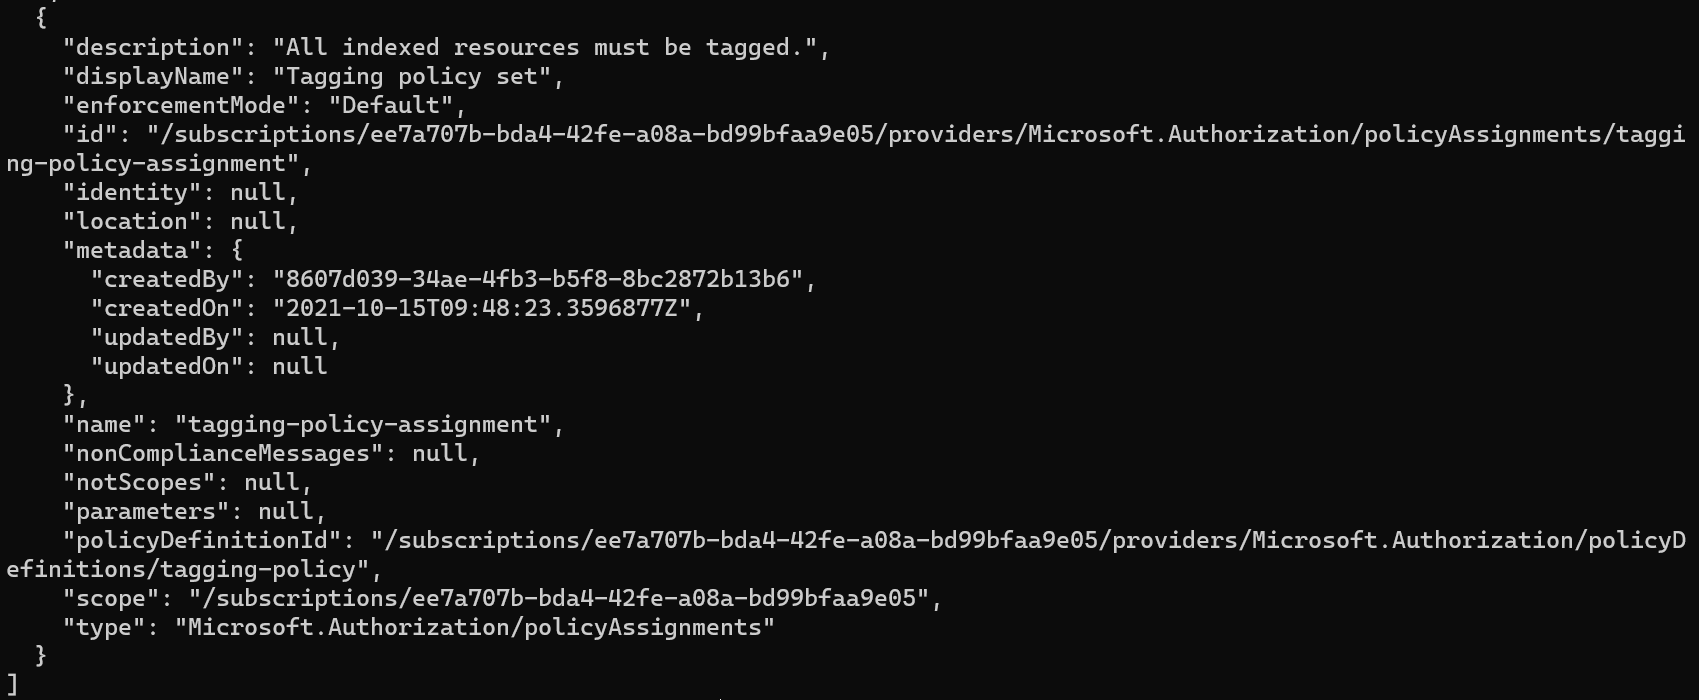 {
    "description": "All indexed resources must be tagged.",
    "displayName": "Tagging policy set",
    "enforcementMode": "Default",
    "id": "/subscriptions/ee7a707b-bda4-42fe-a08a-bd99bfaa9e05/providers/Microsoft.Authorization/policyAssignments/taggi
ng-policy-assignment",
    "identity": null,
    "location": null,
    "metadata": {
      "createdBy": "8607d039-34ae-4fb3-b5f8-8bc2872b13b6",
      "createdOn": "2021-10-15T09:48:23.3596877Z",
      "updatedBy": null,
      "updatedOn": null
    },
    "name": "tagging-policy-assignment",
    "nonComplianceMessages": null,
    "notScopes": null,
    "parameters": null,
    "policyDefinitionId": "/subscriptions/ee7a707b-bda4-42fe-a08a-bd99bfaa9e05/providers/Microsoft.Authorization/policyD
efinitions/tagging-policy",
    "scope": "/subscriptions/ee7a707b-bda4-42fe-a08a-bd99bfaa9e05",
    "type": "Microsoft.Authorization/policyAssignments"
  }
]